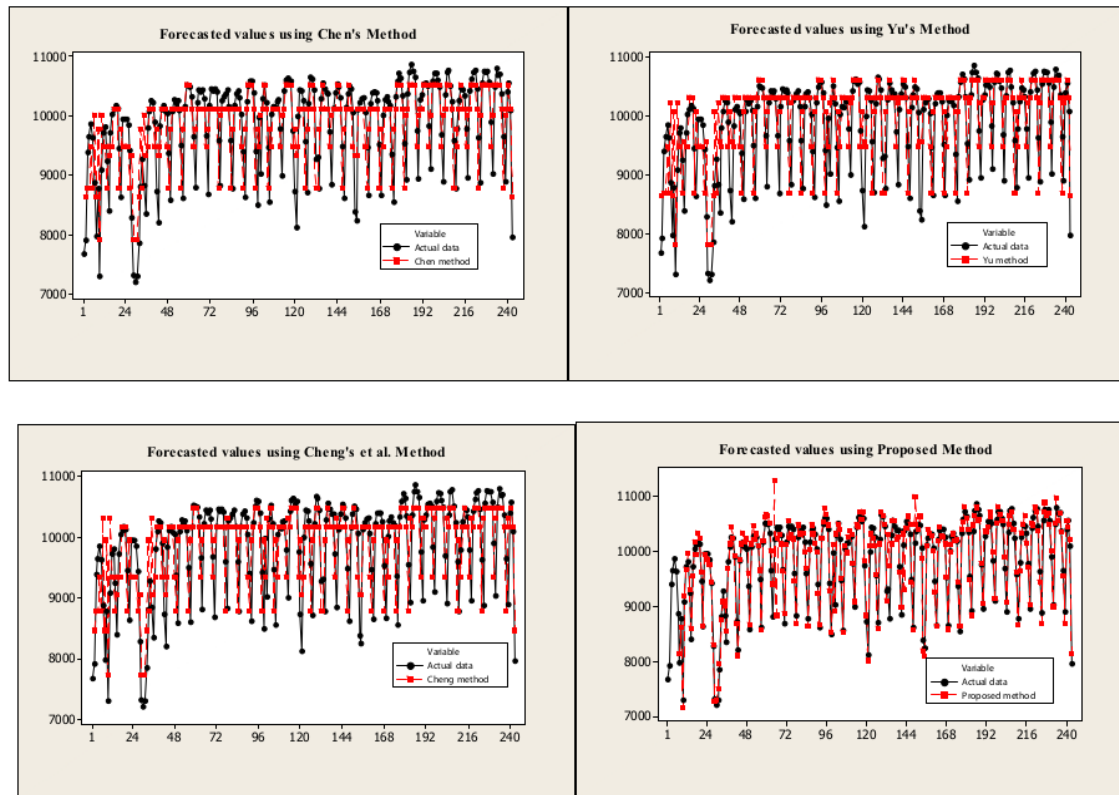 Forecasted values using Chen's Method
11000
10000
9000
8000
7000
Variable
Actual data
Chen method
1 24 48 72 96 120 144 168 192 216 240
Forecasted values using Yu's Method
11000
10000
9000
8000
7000
Variable
Actual data
Yu method
1 24 48 72 96 120 144 168 192 216 240
Forecasted values using Cheng's et al. Method
11000
10000
9000
8000
7000
Variable
Actual data
Cheng method
1 24 48 72 96 120 144 168 192 216 240
Forecasted values using Proposed Method
11000
10000
9000
8000
7000
Variable
Actual data
Proposed method
1 24 48 72 96 120 144 168 192 216 240